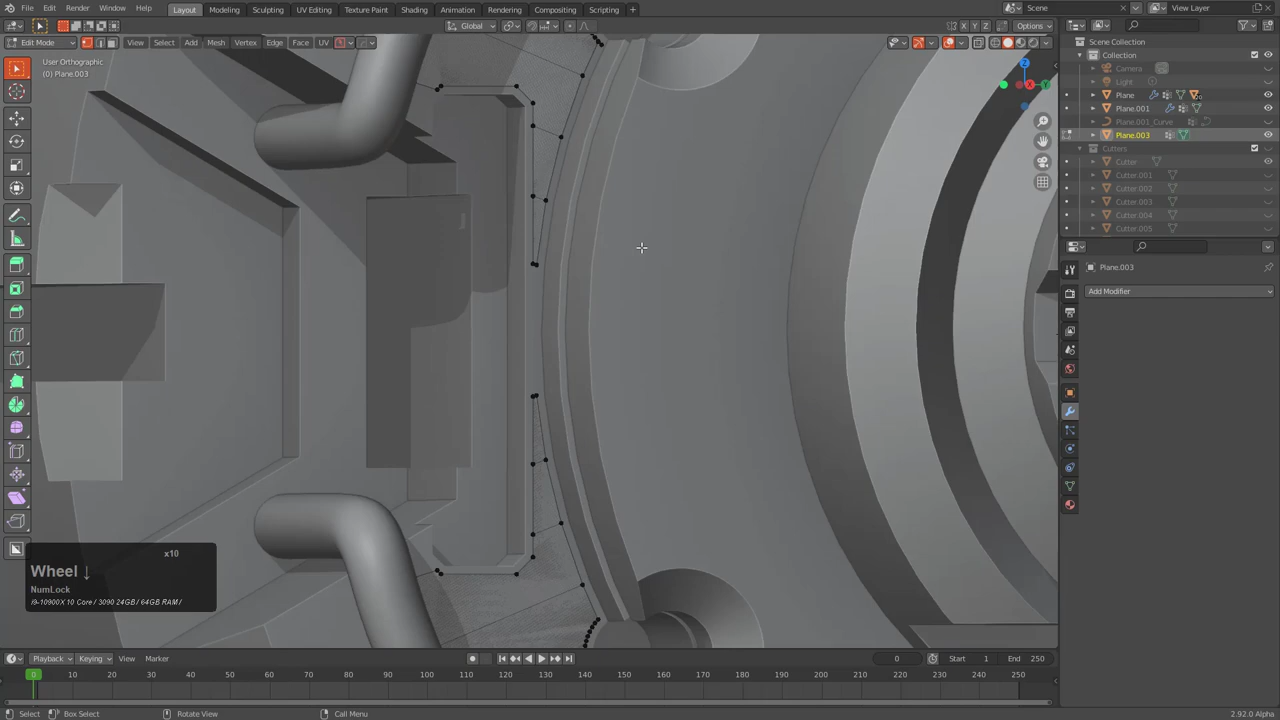 File Edit Render Window Help Layout Modeling Sculpting UV Editing Texture Paint Shading Animation Rendering Compositing Scripting + Scene View Layer
Global X Y Z Options
Edit Mode View Select Add Mesh Vertex Edge Face UV
User Orthographic
(0) Plane.003
Z
X
Y
Scene Collection
Collection
Camera
Light
Plane
Plane.001
Plane.001_Curve
Plane.003
Cutters
Cutter
Cutter.001
Cutter.002
Cutter.003
Cutter.004
Cutter.005
Plane.003
Add Modifier
x10
Wheel ↓
NumLock
i9-10900X 10 Core / 3090 24GB / 64GB RAM /
Playback Keying View Marker 0 Start 1 End 250
0 10 20 30 40 50 60 70 80 90 100 110 120 130 140 150 160 170 180 190 200 210 220 230 240 250
Select Box Select Rotate View Call Menu 2.92.0 Alpha